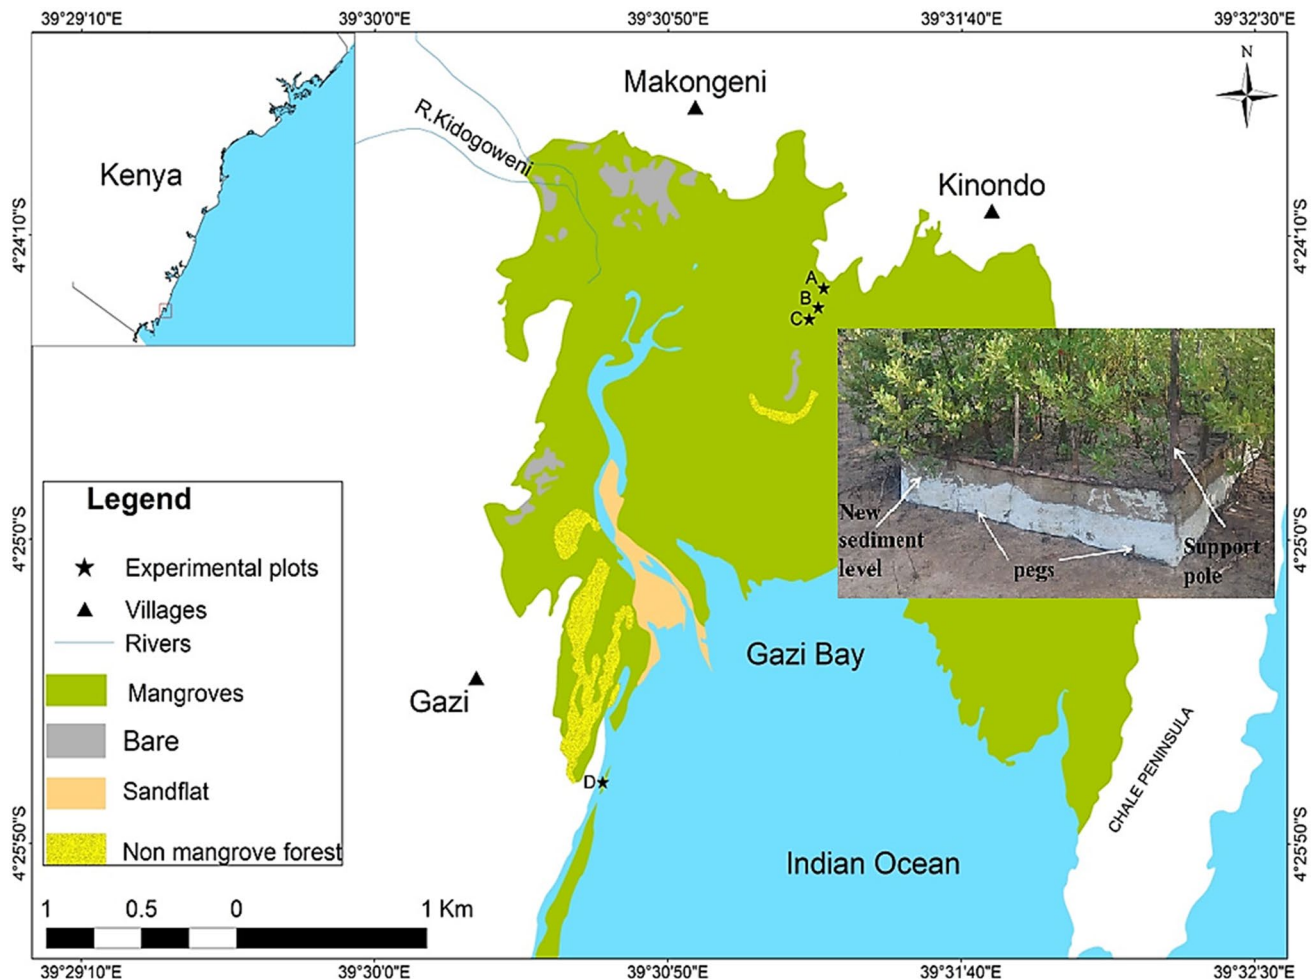 39°29'10"E 39°30'0"E 39°30'50"E 39°31'40"E 39°32'30"E
N
Makongeni
R.Kidogoweni
Kenya
Kinondo
4°24'10"S
4°24'10"S
A
B
C
Legend
Experimental plots
Villages
Rivers
Mangroves
Bare
Sandflat
Non mangrove forest
New
sediment
level
pegs
Support
pole
4°25'0"S
4°25'0"S
Gazi Bay
Gazi
D
CHALE PENINSULA
4°25'50"S
4°25'50"S
Indian Ocean
1 0.5 0 1 Km
39°29'10"E 39°30'0"E 39°30'50"E 39°31'40"E 39°32'30"E